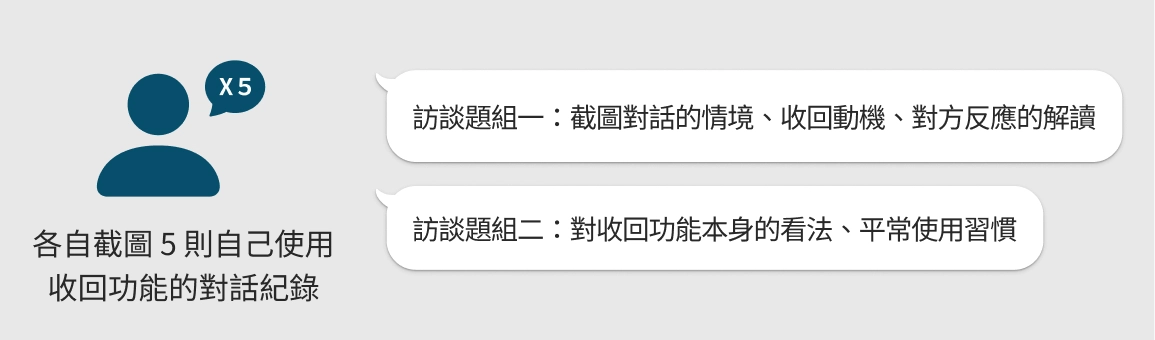 X 5
各自截圖 5 則自己使用
收回功能的對話紀錄
訪談題組一：截圖對話的情境、收回動機、對方反應的解讀
訪談題組二：對收回功能本身的看法、平常使用習慣